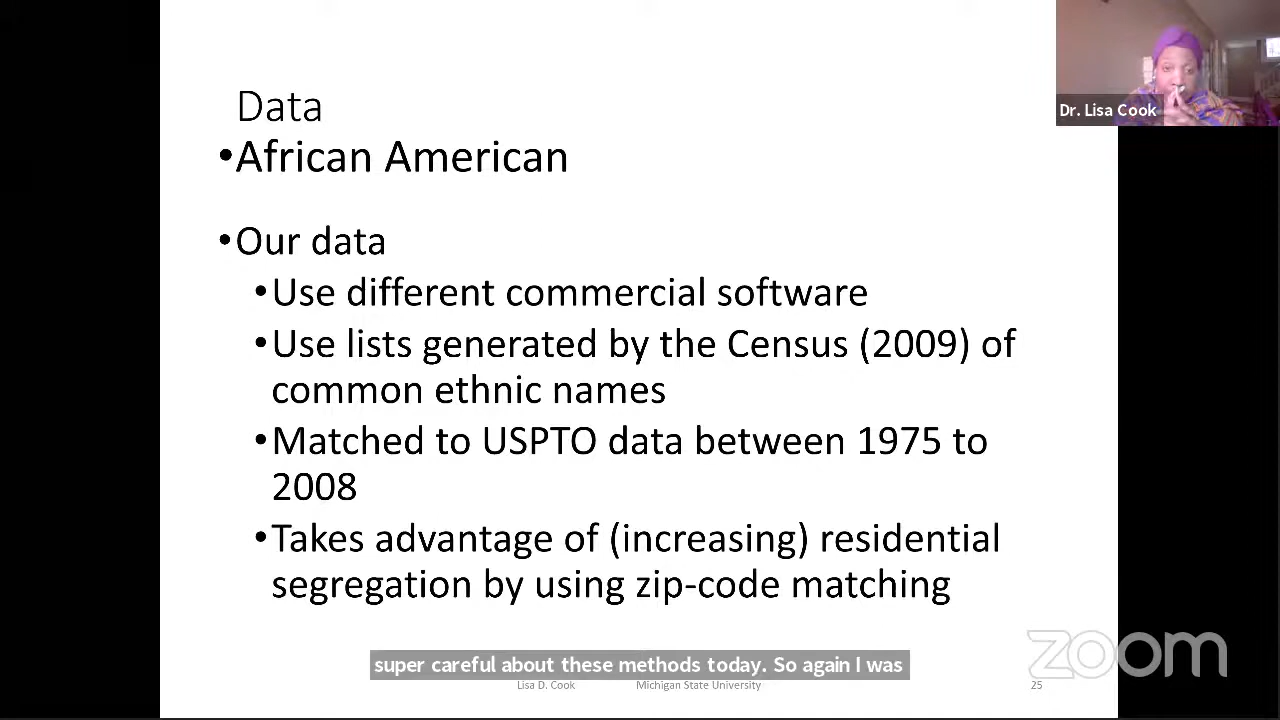 Data
•African American
•Our data
•Use different commercial software
•Use lists generated by the Census (2009) of
common ethnic names
•Matched to USPTO data between 1975 to
2008
•Takes advantage of (increasing) residential
segregation by using zip-code matching
super careful about these methods today. So again I was
Lisa D. Cook Michigan State University 25
Dr. Lisa Cook
zoom